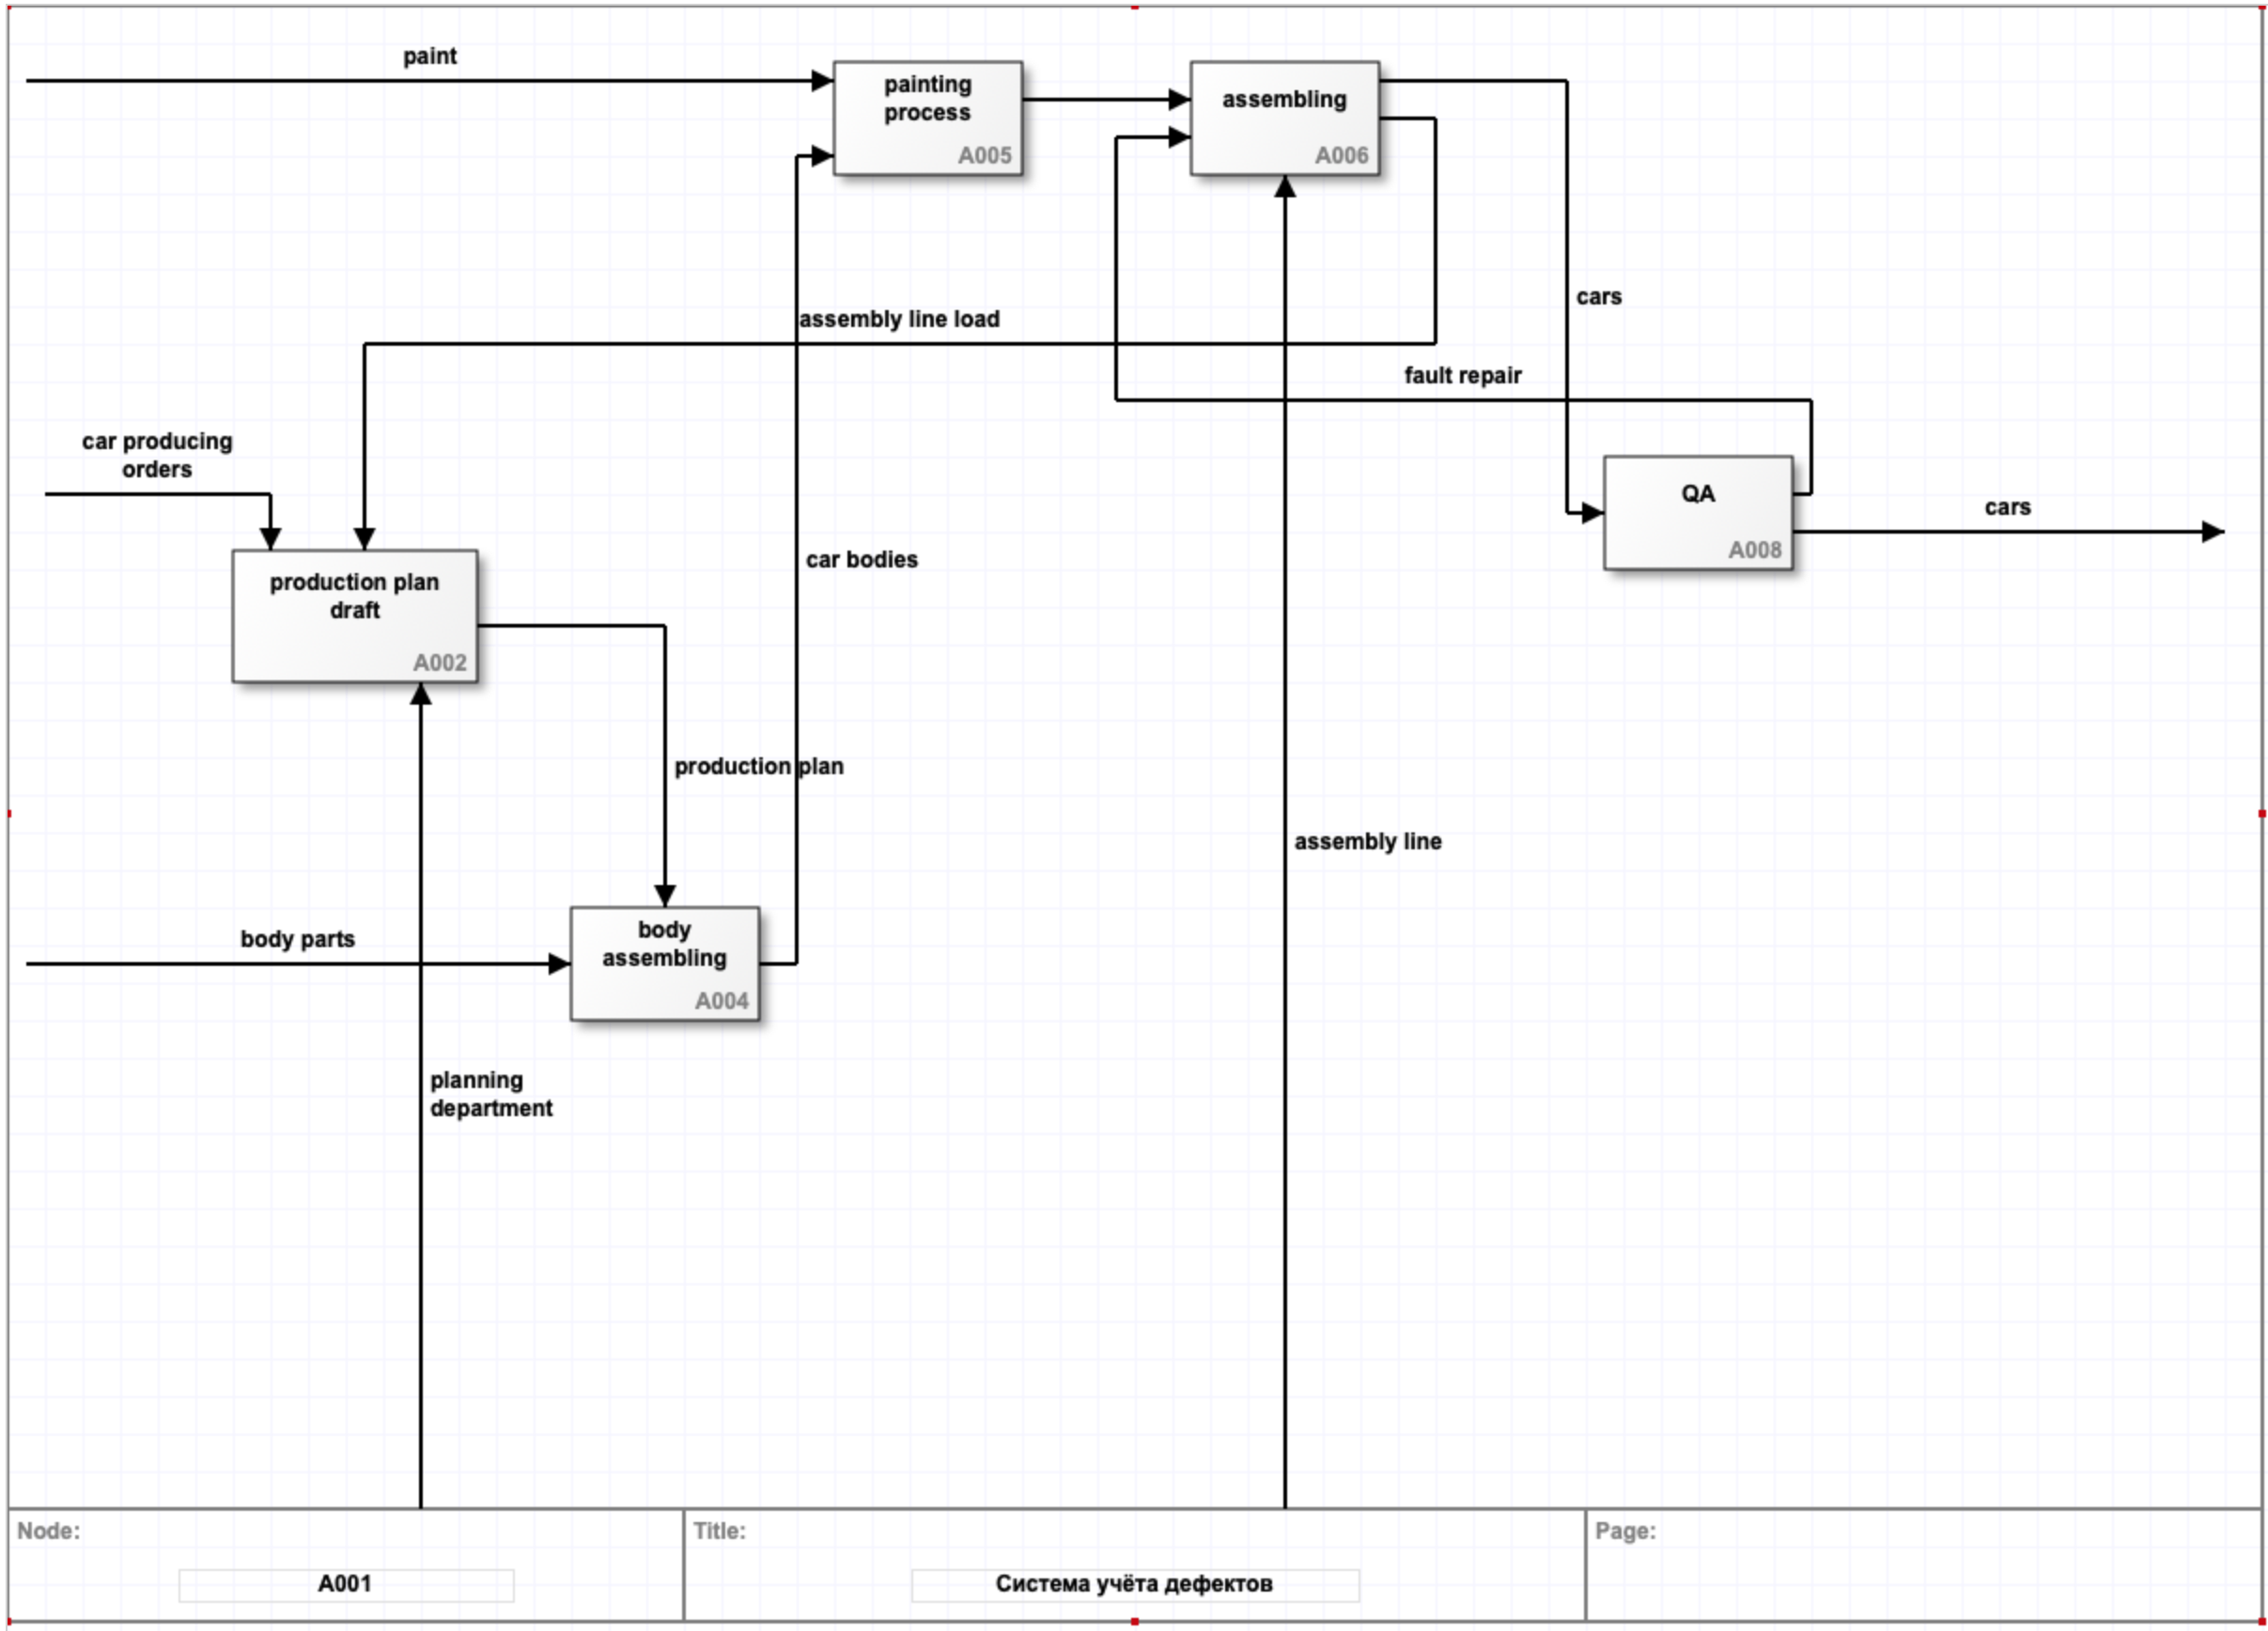 paint
painting
process
A005
assembling
A006
cars
assembly line load
fault repair
car producing
orders
QA
A008
cars
car bodies
production plan
draft
A002
production plan
assembly line
body parts
body
assembling
A004
planning
department
Node:
A001
Title:
Система учёта дефектов
Page: